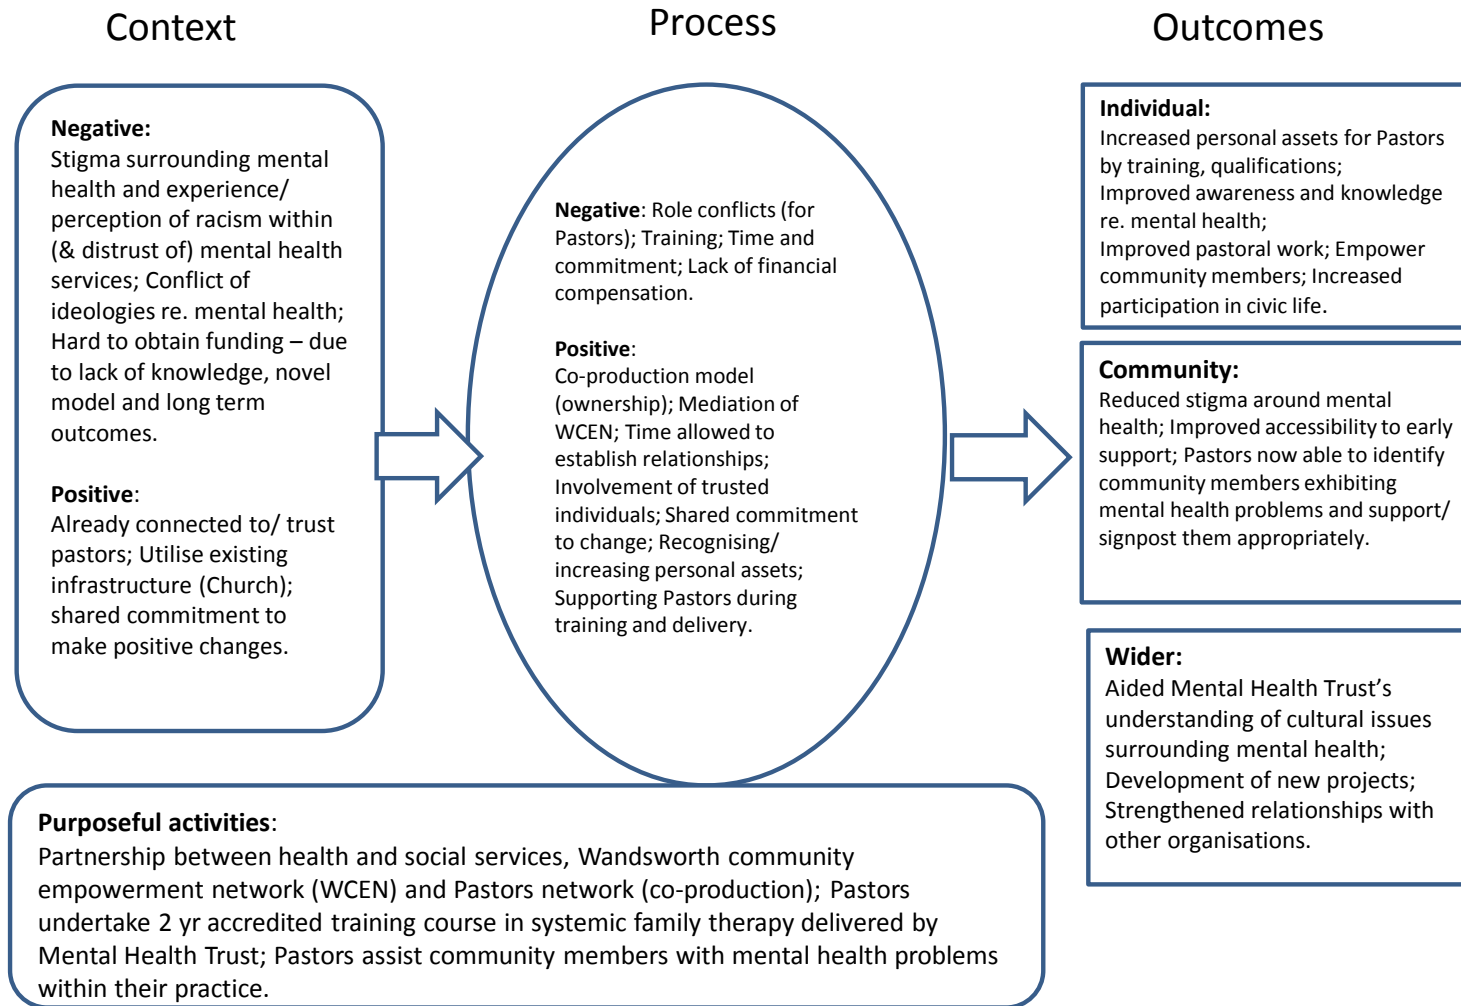 Context
Process
Outcomes
Negative:
Stigma surrounding mental
health and experience/
perception of racism within
(& distrust of) mental health
services; Conflict of
ideologies re. mental health;
Hard to obtain funding – due
to lack of knowledge, novel
model and long term
outcomes.
Positive:
Already connected to/ trust
pastors; Utilise existing
infrastructure (Church);
shared commitment to
make positive changes.
Negative: Role conflicts (for
Pastors); Training; Time and
commitment; Lack of financial
compensation.
Positive:
Co-production model
(ownership); Mediation of
WCEN; Time allowed to
establish relationships;
Involvement of trusted
individuals; Shared commitment
to change; Recognising/
increasing personal assets;
Supporting Pastors during
training and delivery.
Individual:
Increased personal assets for Pastors
by training, qualifications;
Improved awareness and knowledge
re. mental health;
Improved pastoral work; Empower
community members; Increased
participation in civic life.
Community:
Reduced stigma around mental
health; Improved accessibility to early
support; Pastors now able to identify
community members exhibiting
mental health problems and support/
signpost them appropriately.
Wider:
Aided Mental Health Trust’s
understanding of cultural issues
surrounding mental health;
Development of new projects;
Strengthened relationships with
other organisations.
Purposeful activities:
Partnership between health and social services, Wandsworth community
empowerment network (WCEN) and Pastors network (co-production); Pastors
undertake 2 yr accredited training course in systemic family therapy delivered by
Mental Health Trust; Pastors assist community members with mental health problems
within their practice.